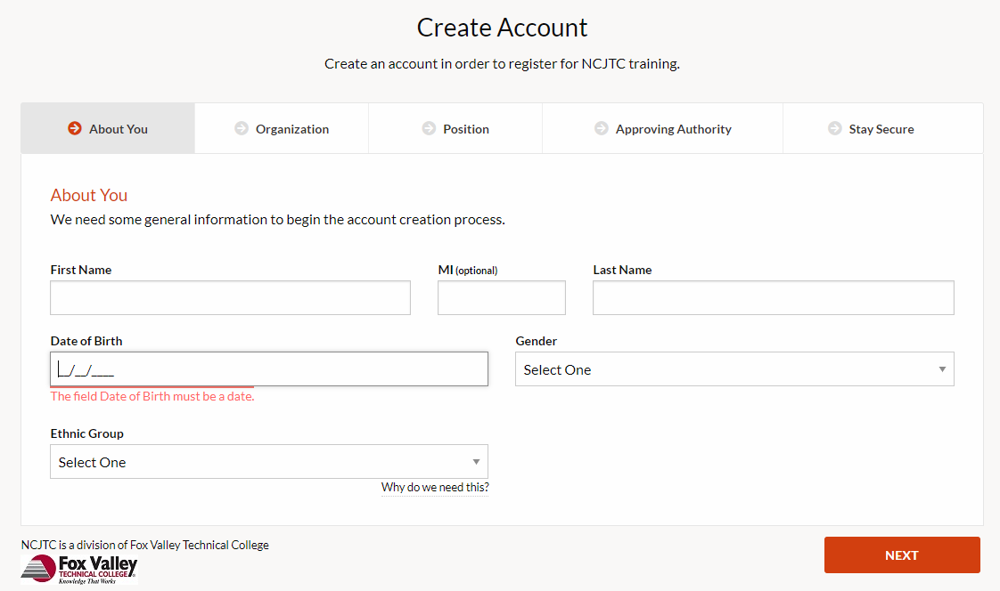 Create Account
Create an account in order to register for NCJTC training.
About You
Organization
Position
Approving Authority
Stay Secure
About You
We need some general information to begin the account creation process.
First Name
MI (optional)
Last Name
Date of Birth
Gender
__/__/____
Select One
The field Date of Birth must be a date.
Ethnic Group
Select One
Why do we need this?
NCJTC is a division of Fox Valley Technical College
Fox Valley
TECHNICAL COLLEGE
Knowledge That Works
NEXT